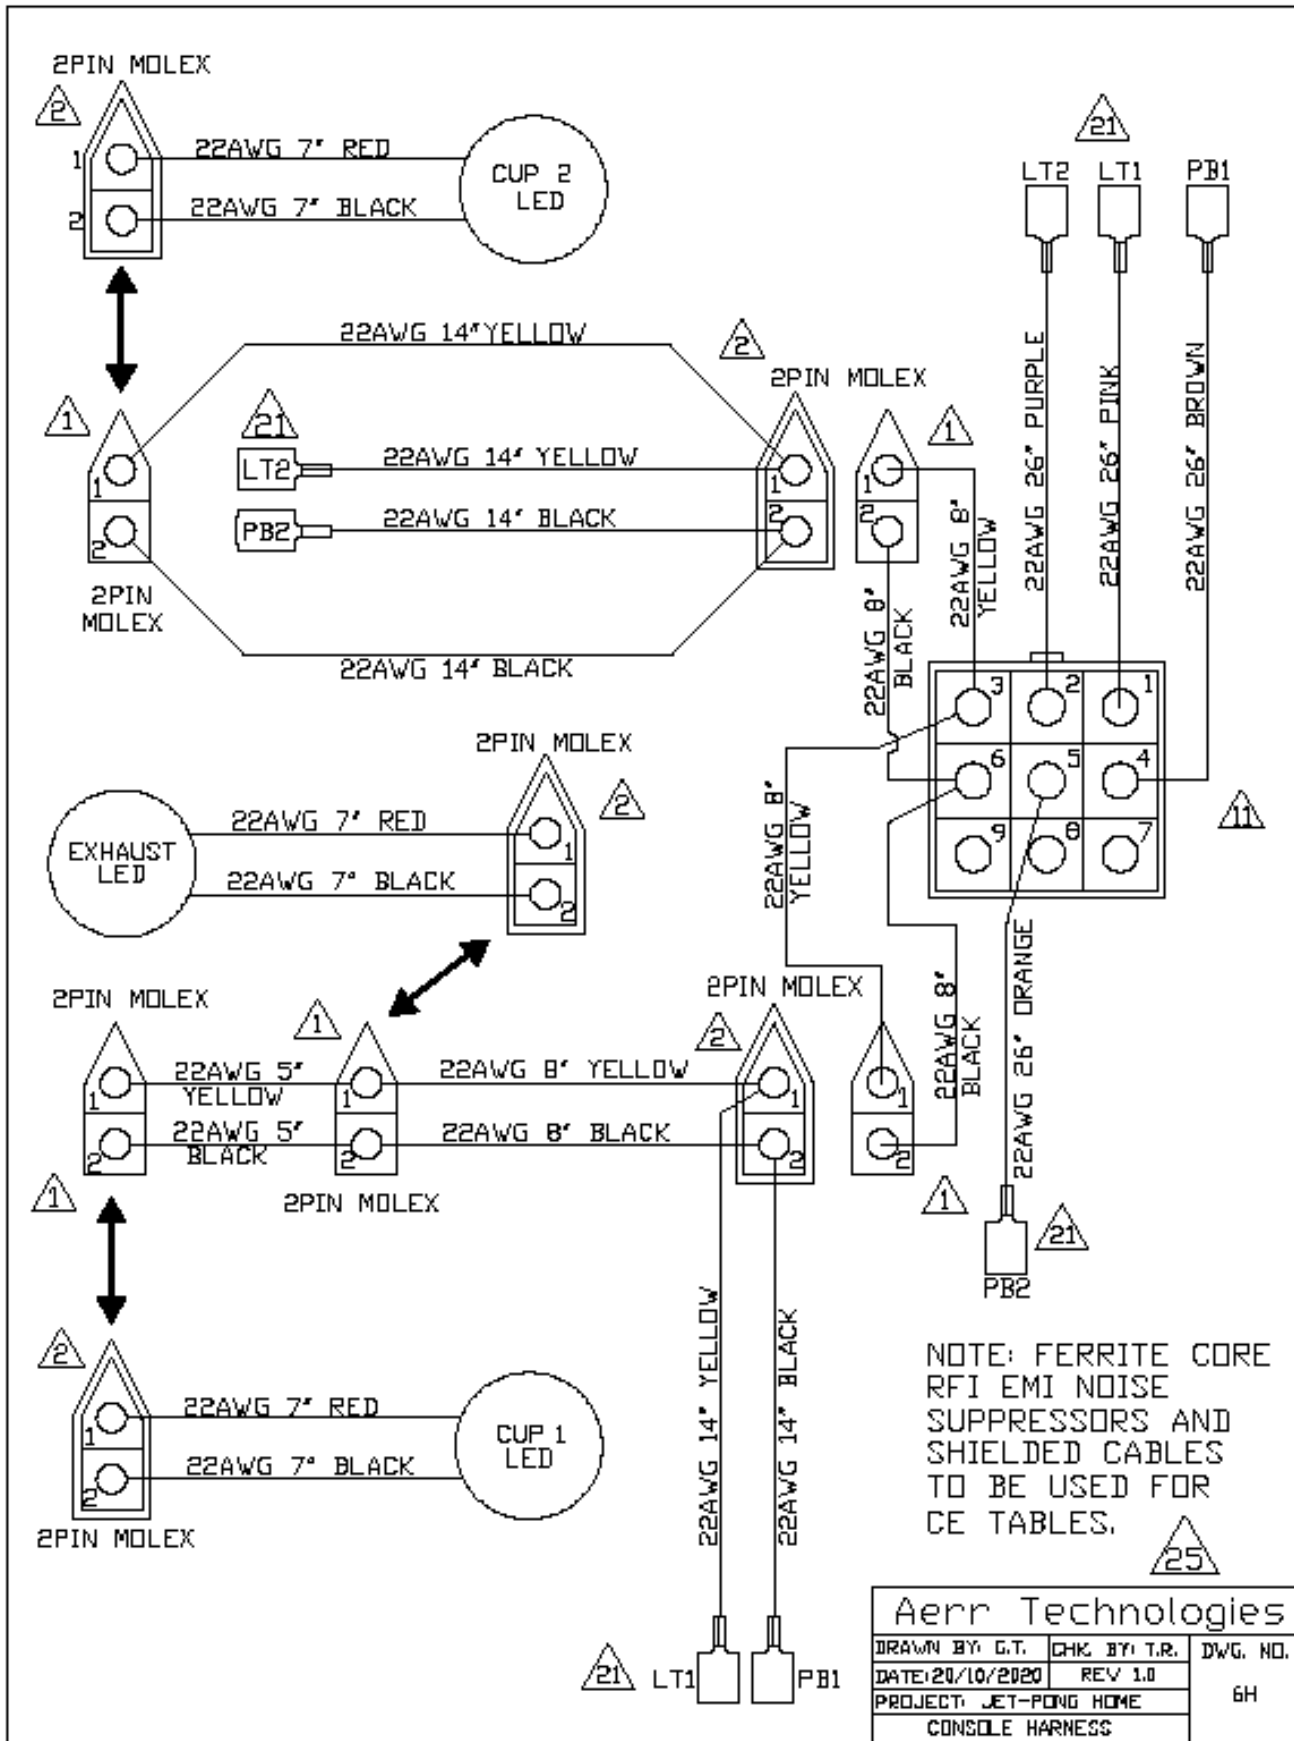 2PIN MOLEX
2
1
22AWG 7" RED
CUP 2
LED
2
22AWG 7" BLACK
21
LT2
LT1
PB1
22AWG 14"YELLOW
2
2PIN MOLEX
1
21
1
1
LT2
22AWG 14" YELLOW
1
1
2
PB2
22AWG 14" BLACK
2
2
2PIN
MOLEX
22AWG 14" BLACK
22AWG 8"
YELLOW
22AWG 8"
BLACK
22AWG 26" PURPLE
22AWG 26" PINK
22AWG 26" BROWN
3
2
1
6
5
4
9
8
7
11
2PIN MOLEX
2
EXHAUST
LED
22AWG 7" RED
1
22AWG 7" BLACK
2
22AWG 8"
YELLOW
22AWG 8"
BLACK
22AWG 26" ORANGE
2PIN MOLEX
1
2PIN MOLEX
2
1
22AWG 5"
YELLOW
1
22AWG 8" YELLOW
1
1
2
22AWG 5"
BLACK
2
22AWG 8" BLACK
2
2
1
2PIN MOLEX
1
21
PB2
22AWG 14" YELLOW
22AWG 14" BLACK
2
1
22AWG 7" RED
CUP 1
LED
2
22AWG 7" BLACK
2PIN MOLEX
21
LT1
PB1
NOTE: FERRITE CORE
RFI EMI NOISE
SUPPRESSORS AND
SHIELDED CABLES
TO BE USED FOR
CE TABLES.
25
Aerr Technologies
DRAWN BY: G.T.
CHK. BY: T.R.
DWG. NO.
DATE:20/10/2020
REV 1.0
6H
PROJECT: JET-PONG HOME
CONSOLE HARNESS